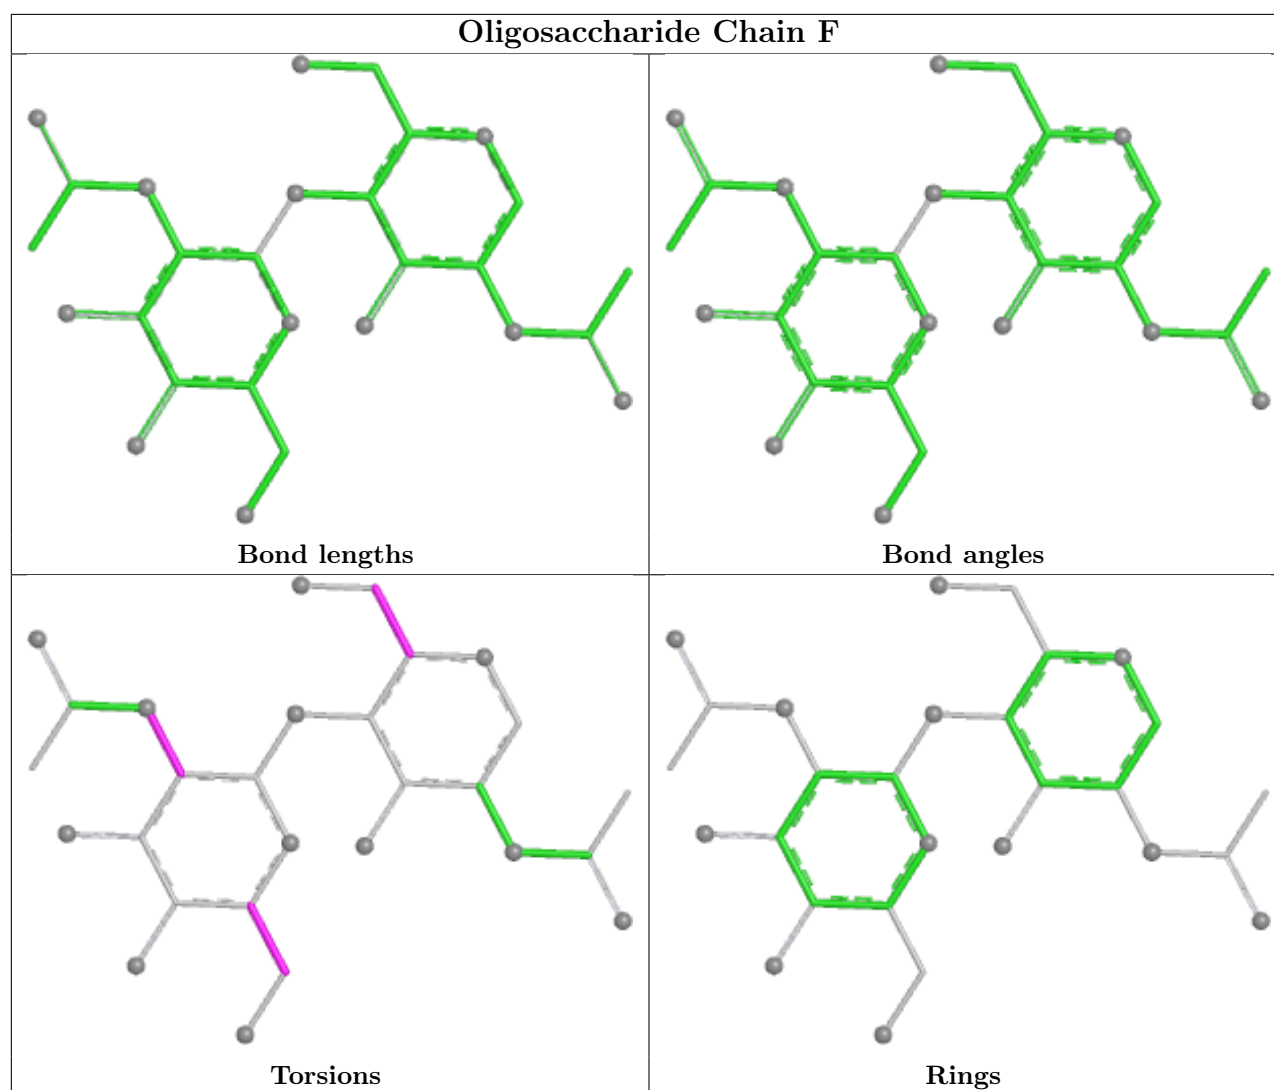 Oligosaccharide Chain F
Bond lengths
Bond angles
Torsions
Rings